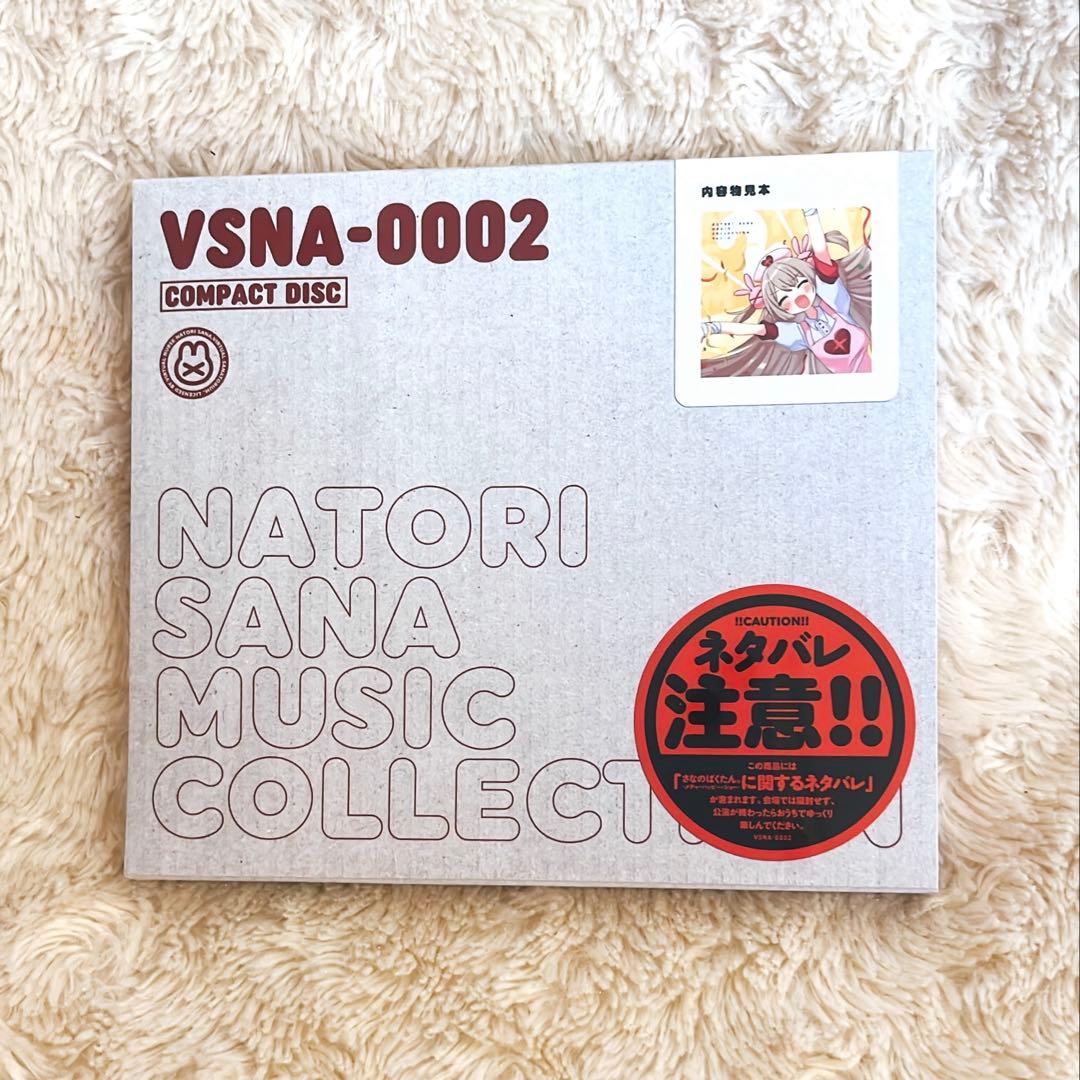 VSNA-0002
COMPACT DISC
内容物見本
NATORI
SANA
MUSIC
COLLECT
N
!!CAUTION!!
ネタバレ
注意!!
この商品には
「さなのばくたん。
に関するネタバレ」
が含まれます。会場では開封せず、
公演が終わったらおうちでゆっくり
楽しんでください。
VSNA-0002